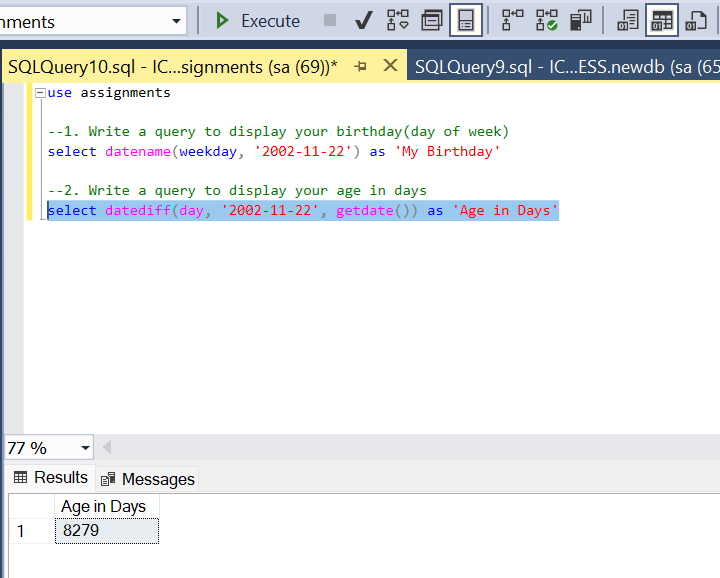 nments Execute
SQLQuery10.sql - IC...signments (sa (69))* SQLQuery9.sql - IC...ESS.newdb (sa (65
use assignments
--1. Write a query to display your birthday(day of week)
select datename(weekday, '2002-11-22') as 'My Birthday'
--2. Write a query to display your age in days
select datediff(day, '2002-11-22', getdate()) as 'Age in Days'
77 %
Results Messages
Age in Days
1 8279